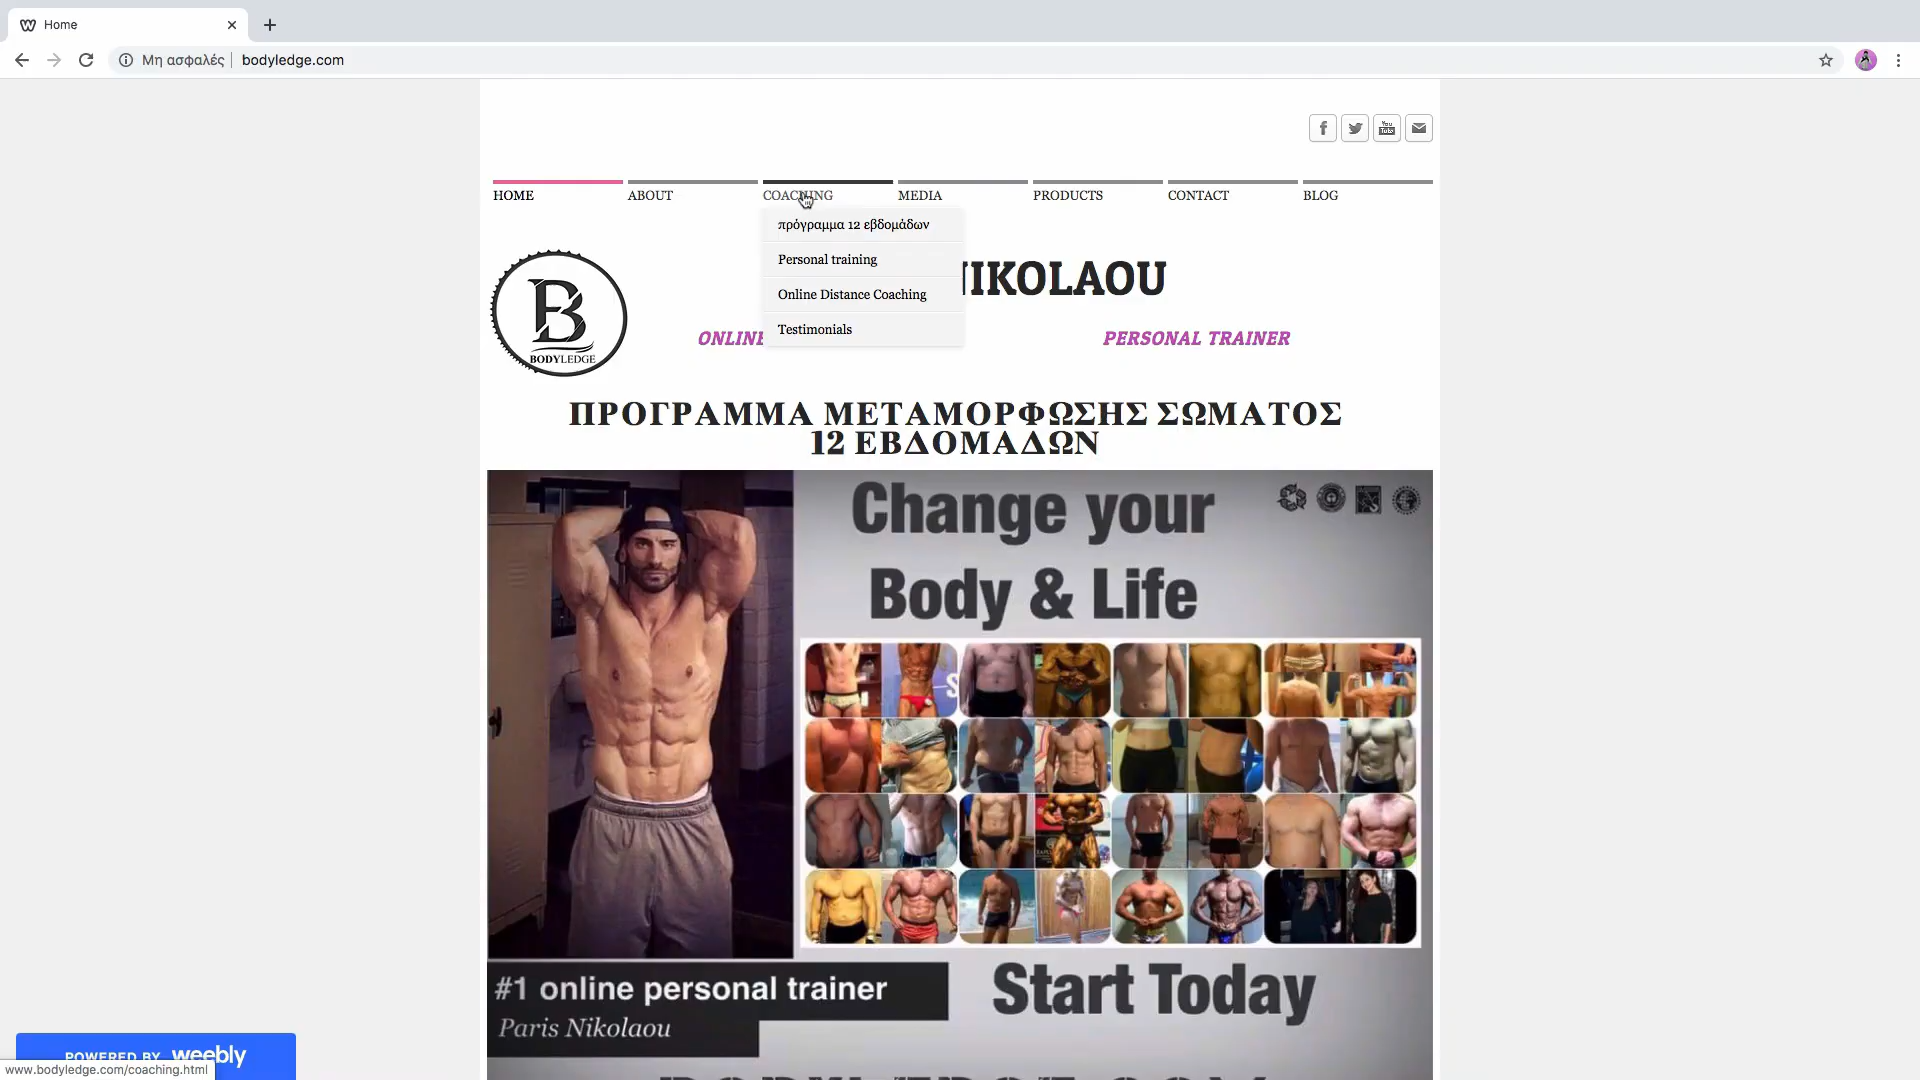 Home
Μη ασφαλές
bodyledge.com
HOME
ABOUT
COACHING
MEDIA
PRODUCTS
CONTACT
BLOG
πρόγραμμα 12 εβδομάδων
Personal training
Online Distance Coaching
Testimonials
NIKOLAOU
B
BODYLEDGE
ONLINE
PERSONAL TRAINER
ΠΡΟΓΡΑΜΜΑ ΜΕΤΑΜΟΡΦΩΣΗΣ ΣΩΜΑΤΟΣ
12 ΕΒΔΟΜΑΔΩΝ
Change your
Body & Life
#1 online personal trainer
Paris Nikolaou
Start Today
POWERED BY weebly
www.bodyledge.com/coaching.html